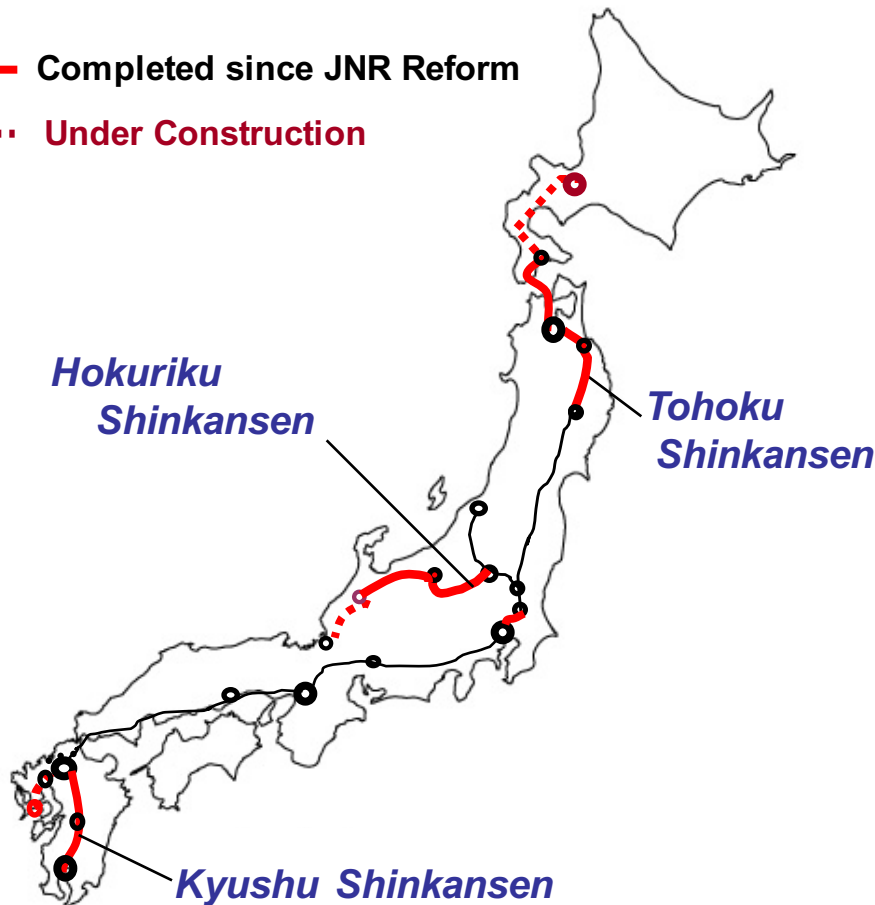 Completed since JNR Reform
Under Construction
Hokuriku
Shinkansen
Tohoku
Shinkansen
Kyushu Shinkansen